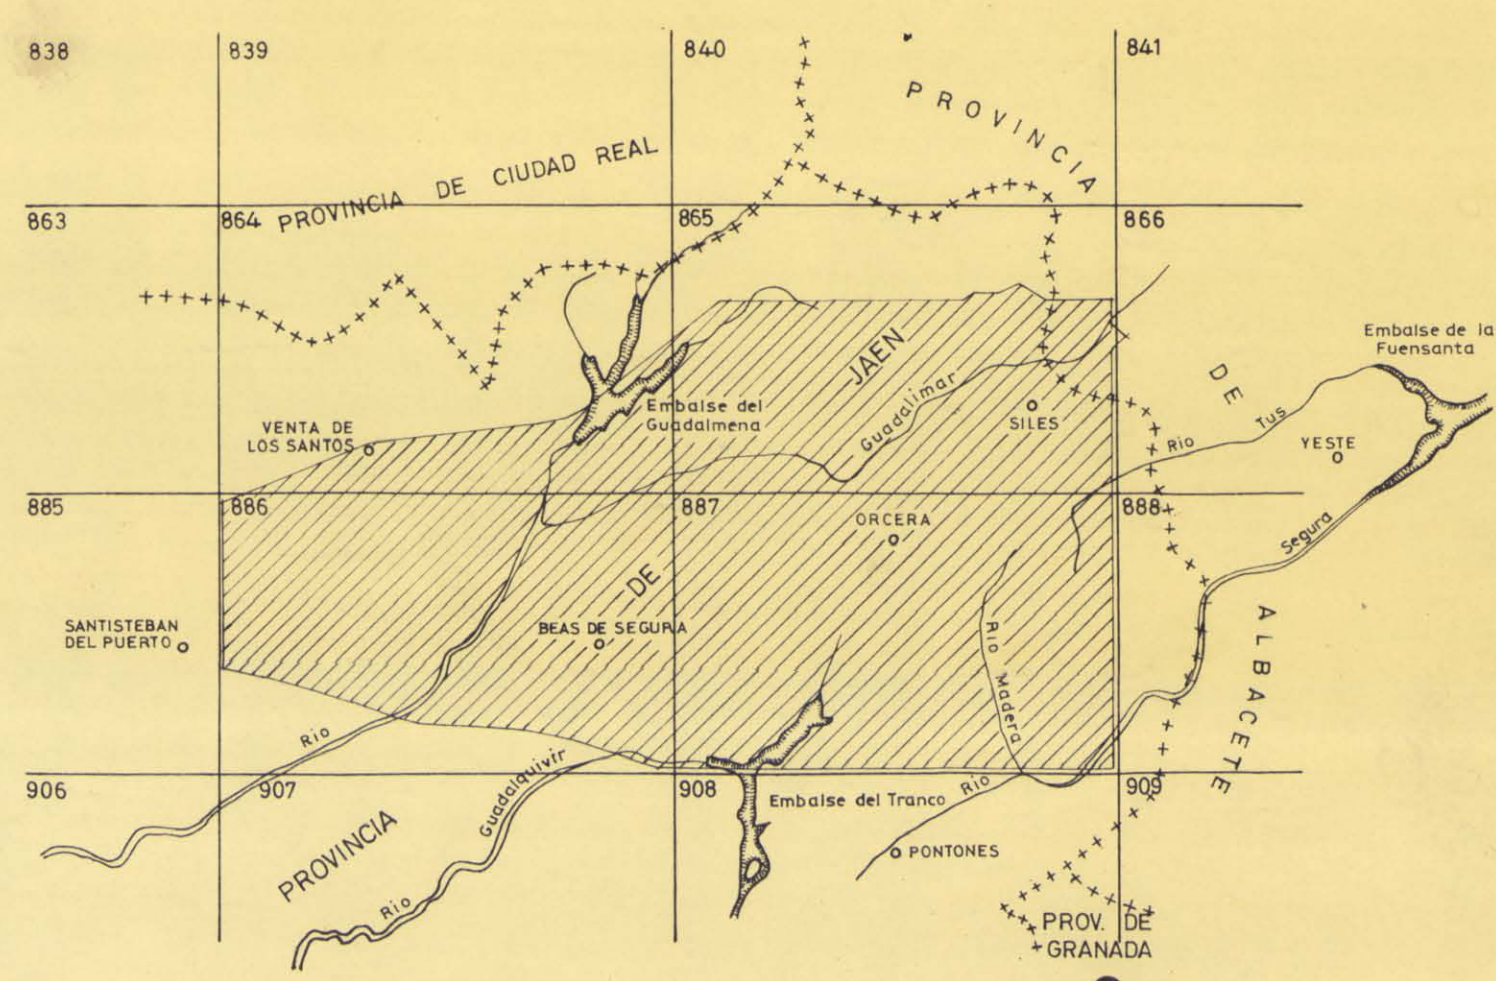 838
839
840
841
PROVINCIA
PROVINCIA DE CIUDAD REAL
863
864
865
866
Embalse de la
Fuensanta
JAEN
DE
Embalse del
Guadalmena
Guadalimar
SILES
VENTA DE
LOS SANTOS
Rio Tus
YESTE
885
886
887
888
ORCERA
Segura
DE
SANTISTEBAN
DEL PUERTO
BEAS DE SEGURA
Rio Madera
ALBACETE
Rio
906
907
Guadalquivir
908
Embalse del Tranco
Rio
909
PROVINCIA
PONTONES
Rio
PROV. DE
GRANADA